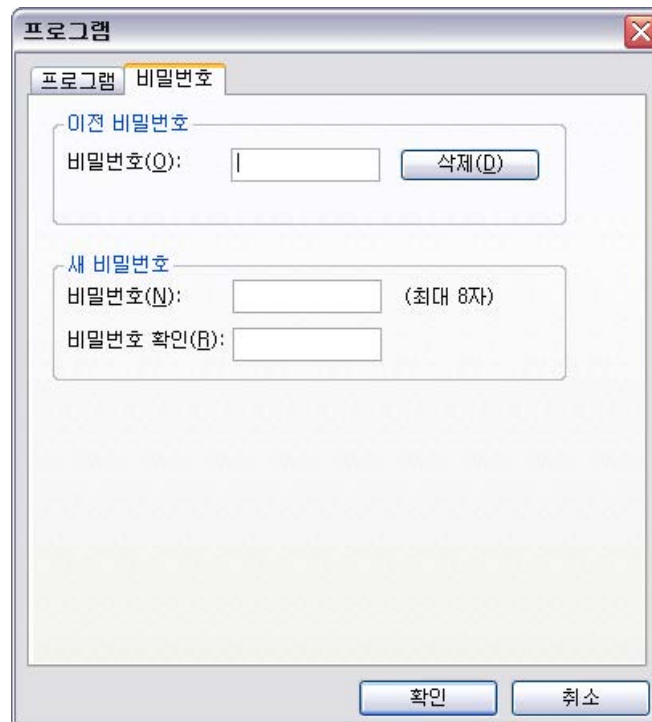 프로그램
프로그램 비밀번호
이전 비밀번호
비밀번호(O): 삭제(D)
새 비밀번호
비밀번호(N): (최대 8자)
비밀번호 확인(R):
확인 취소